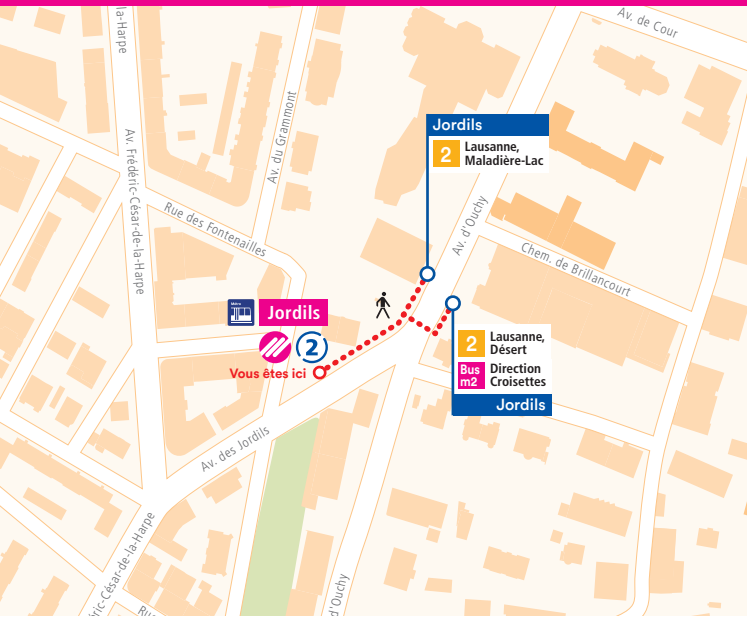 la-Harpe
Av. de Cour
Av. du Grammont
Av. Frédéric-César-de-la-Harpe
Rue des Fontenailles
Jordils
2 Lausanne,
Maladière-Lac
Av. d'Ouchy
Chem. de Brillancourt
Métro
Jordils
2
Vous êtes ici
2 Lausanne,
Désert
Bus
m2
Direction
Croisettes
Jordils
Av. des Jordils
éric-César-de-la-Harpe
d'Ouchy
Ru